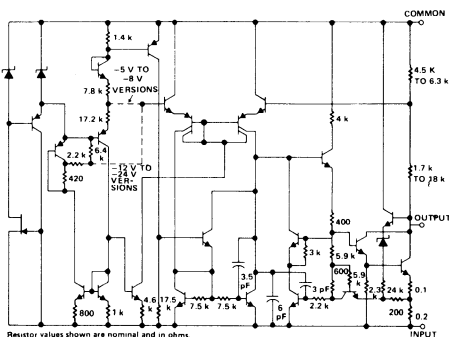 COMMON
1.4 k
-5 V TO
-8 V
VERSIONS
7.8 k
4.5 K
TO 6.3 k
17.2 k
4 k
6.4
k
2.2 k
-12 V TO
-24 V
VER-
SIONS
420
1.7 k
TO 18 k
OUTPUT
400
3 k
5.9 k
3.5
pF
600
5.9
k
3 pF
2.3
k
24 k
0.1
800
1 k
4.6
k
17.5
k
7.5 k
7.5 k
6
pF
2.2 k
200
0.2
INPUT
Resistor values shown are nominal and in ohms.